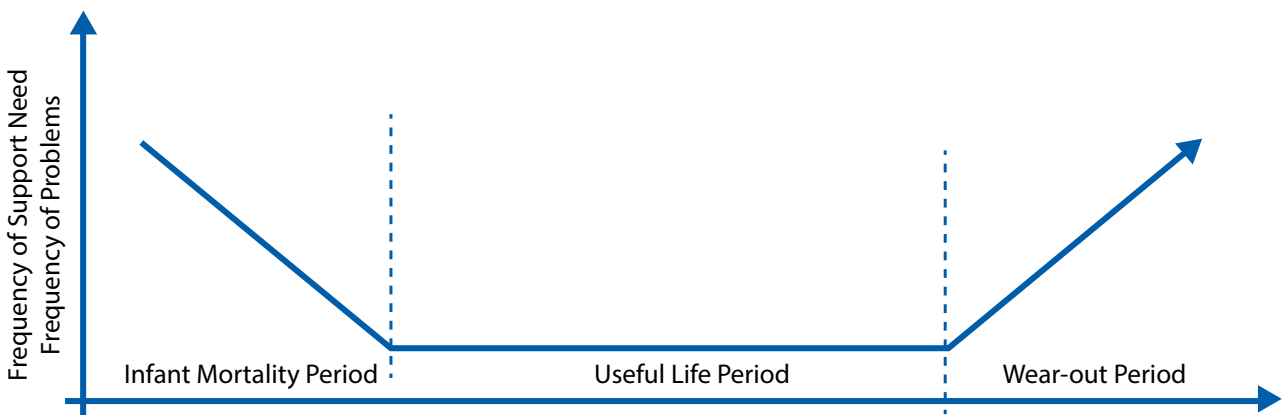 Frequency of Support Need
Frequency of Problems
Infant Mortality Period
Useful Life Period
Wear-out Period